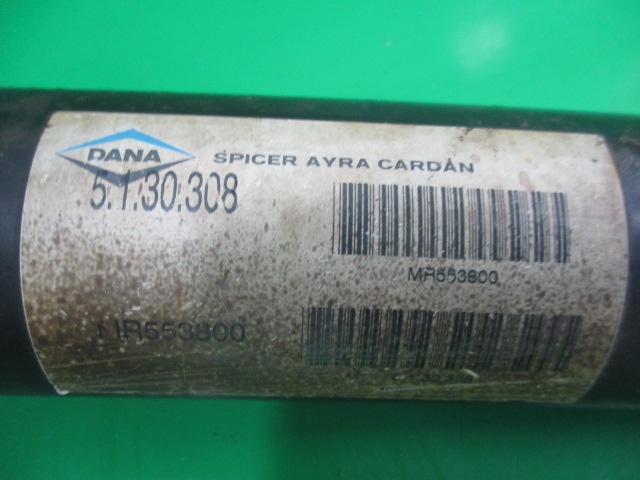 DANA
SPICER AYRA CARDAN
5.1.30.308
MR553800
MR553800